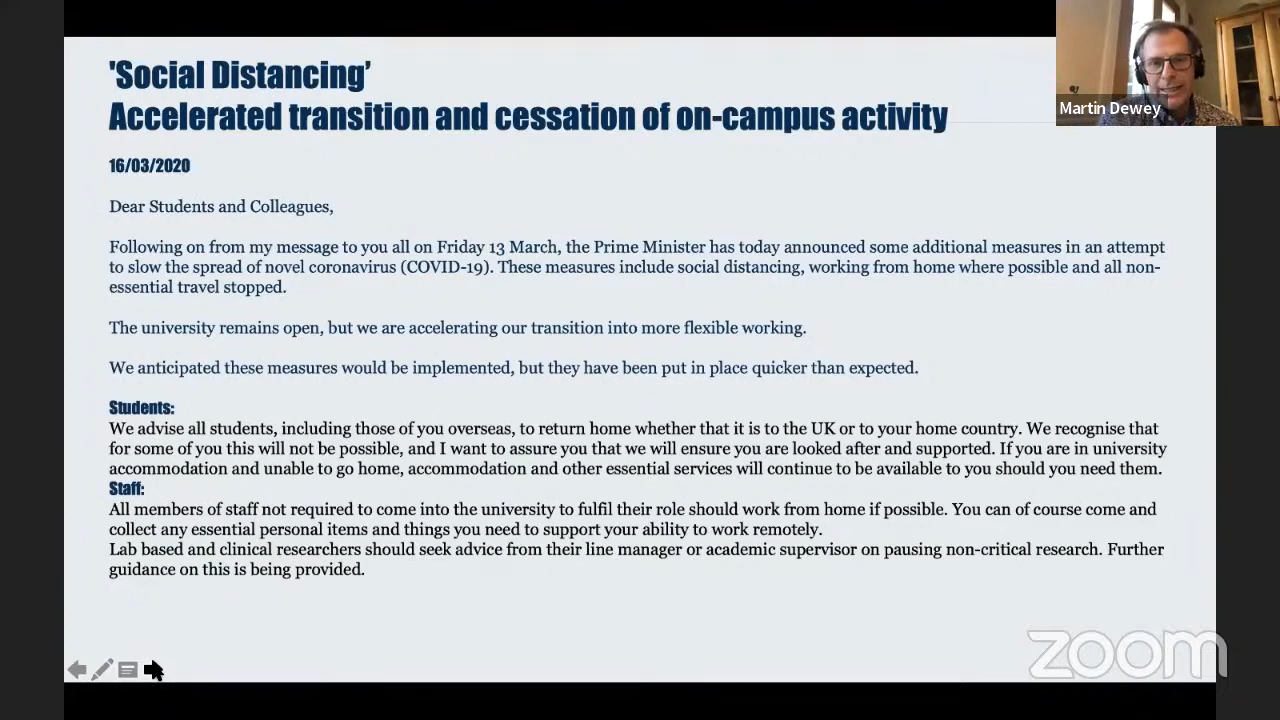 'Social Distancing’
Accelerated transition and cessation of on-campus activity
Martin Dewey
16/03/2020
Dear Students and Colleagues,
Following on from my message to you all on Friday 13 March, the Prime Minister has today announced some additional measures in an attempt
to slow the spread of novel coronavirus (COVID-19). These measures include social distancing, working from home where possible and all non-
essential travel stopped.
The university remains open, but we are accelerating our transition into more flexible working.
We anticipated these measures would be implemented, but they have been put in place quicker than expected.
Students:
We advise all students, including those of you overseas, to return home whether that it is to the UK or to your home country. We recognise that
for some of you this will not be possible, and I want to assure you that we will ensure you are looked after and supported. If you are in university
accommodation and unable to go home, accommodation and other essential services will continue to be available to you should you need them.
Staff:
All members of staff not required to come into the university to fulfil their role should work from home if possible. You can of course come and
collect any essential personal items and things you need to support your ability to work remotely.
Lab based and clinical researchers should seek advice from their line manager or academic supervisor on pausing non-critical research. Further
guidance on this is being provided.
zoom